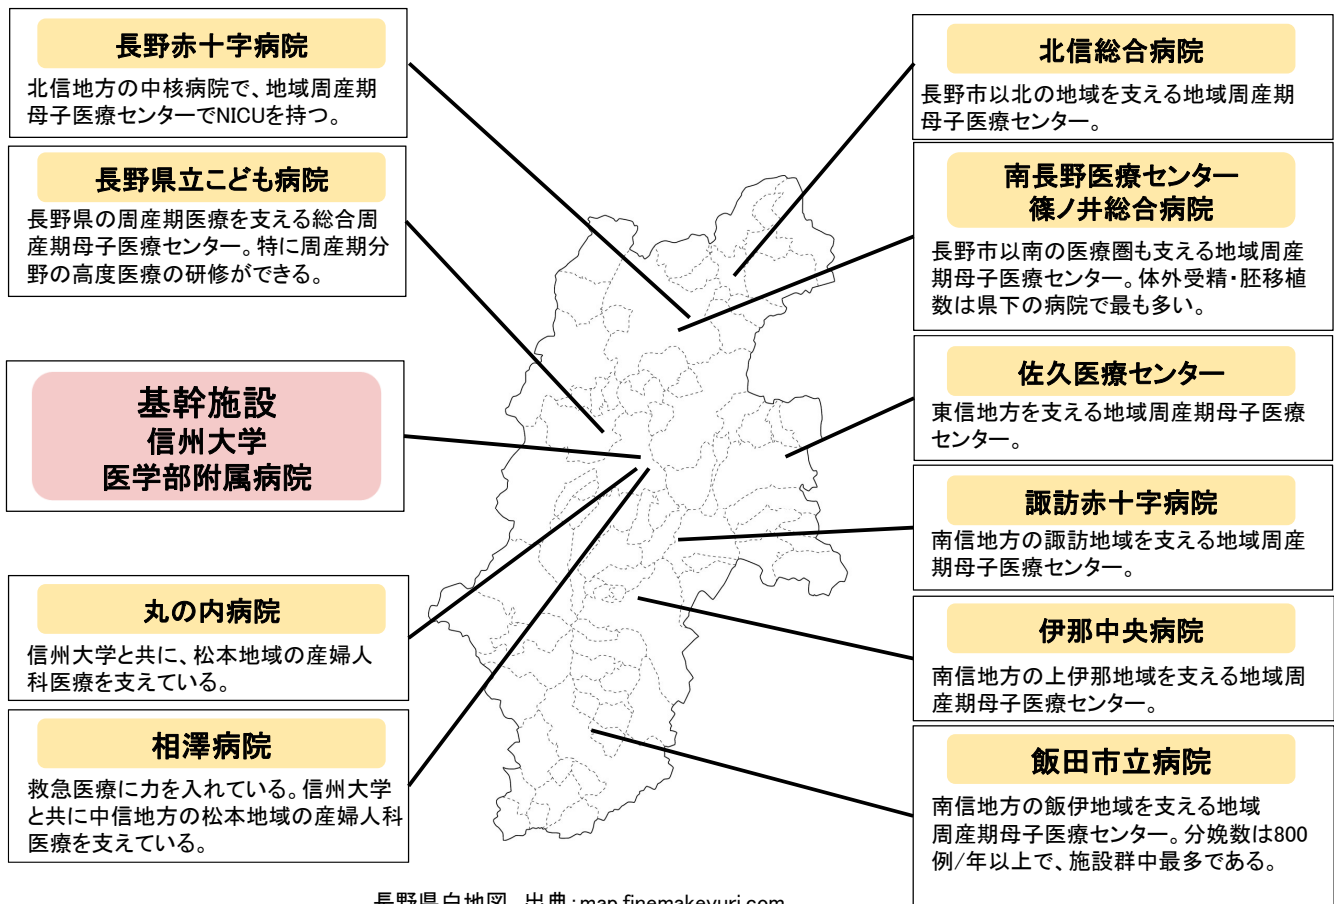 長野赤十字病院
北信地方の中核病院で、地域周産期
母子医療センターでNICUを持つ。
長野県立こども病院
長野県の周産期医療を支える総合周
産期母子医療センター。特に周産期分
野の高度医療の研修ができる。
基幹施設
信州大学
医学部附属病院
丸の内病院
信州大学と共に、松本地域の産婦人
科医療を支えている。
相澤病院
救急医療に力を入れている。信州大学
と共に中信地方の松本地域の産婦人科
医療を支えている。
北信総合病院
長野市以北の地域を支える地域周産期
母子医療センター。
南長野医療センター
篠ノ井総合病院
長野市以南の医療圏も支える地域周産
期母子医療センター。体外受精・胚移植
数は県下の病院で最も多い。
佐久医療センター
東信地方を支える地域周産期母子医療
センター。
諏訪赤十字病院
南信地方の諏訪地域を支える地域周産
期母子医療センター。
伊那中央病院
南信地方の上伊那地域を支える地域周
産期母子医療センター。
飯田市立病院
南信地方の飯伊地域を支える地域
周産期母子医療センター。分娩数は800
例/年以上で、施設群中最多である。
長野県白地図 出典：map.finemakeyuri.com